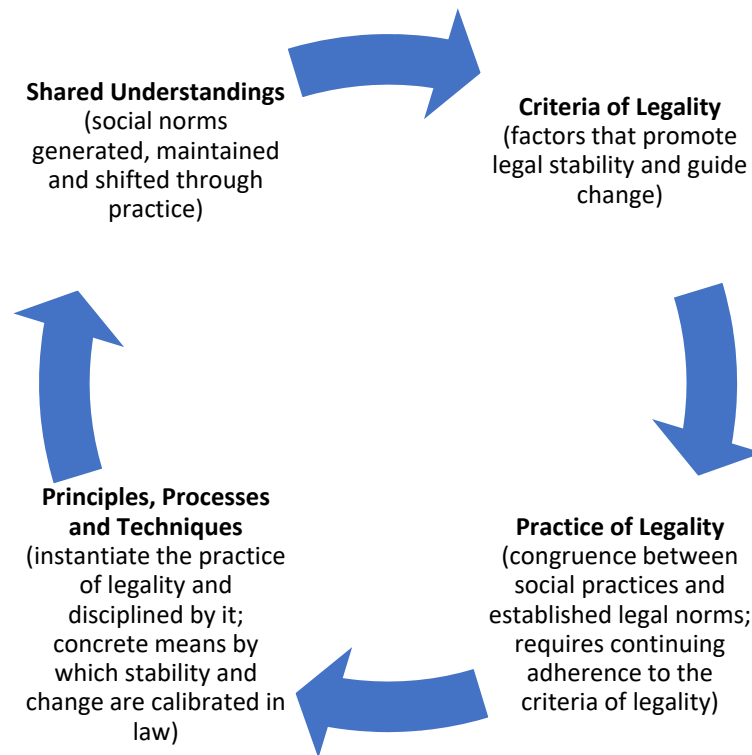 Shared Understandings
(social norms
generated, maintained
and shifted through
practice)
Criteria of Legality
(factors that promote
legal stability and guide
change)
Practice of Legality
(congruence between
social practices and
established legal norms;
requires continuing
adherence to the
criteria of legality)
Principles, Processes
and Techniques
(instantiate the practice
of legality and
disciplined by it;
concrete means by
which stability and
change are calibrated in
law)